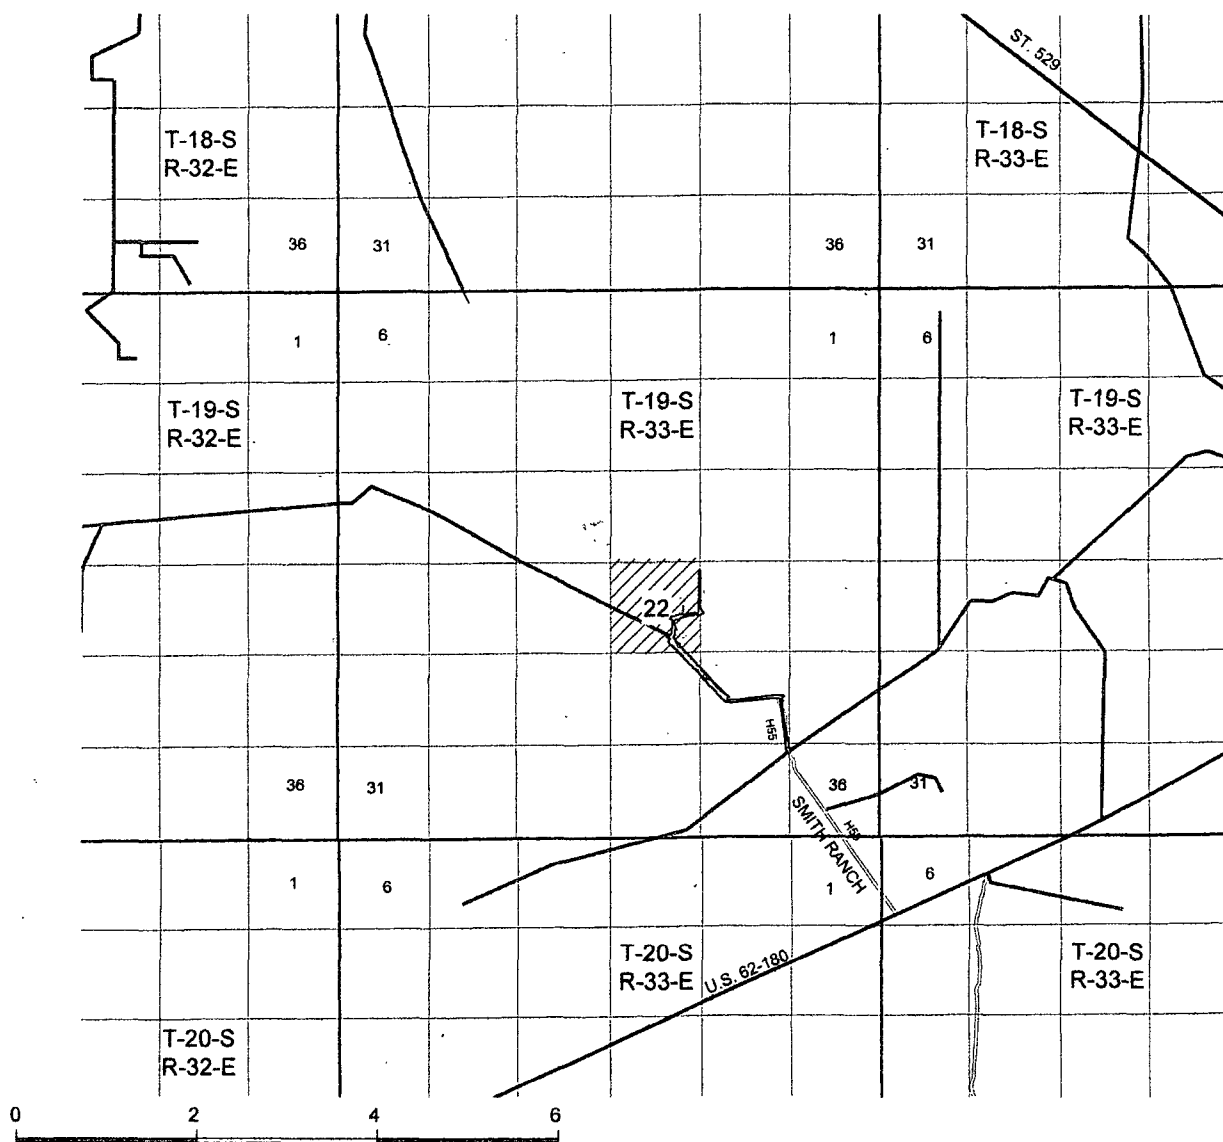 ST. 529
T-18-S
R-32-E
T-18-S
R-33-E
36
31
36
31
1
6
1
6
T-19-S
R-32-E
T-19-S
R-33-E
T-19-S
R-33-E
22
H55
36
31
36
31
SMITH RANCH
H55
1
6
1
6
T-20-S
R-33-E
U.S. 62-180
T-20-S
R-33-E
T-20-S
R-32-E
0 2 4 6